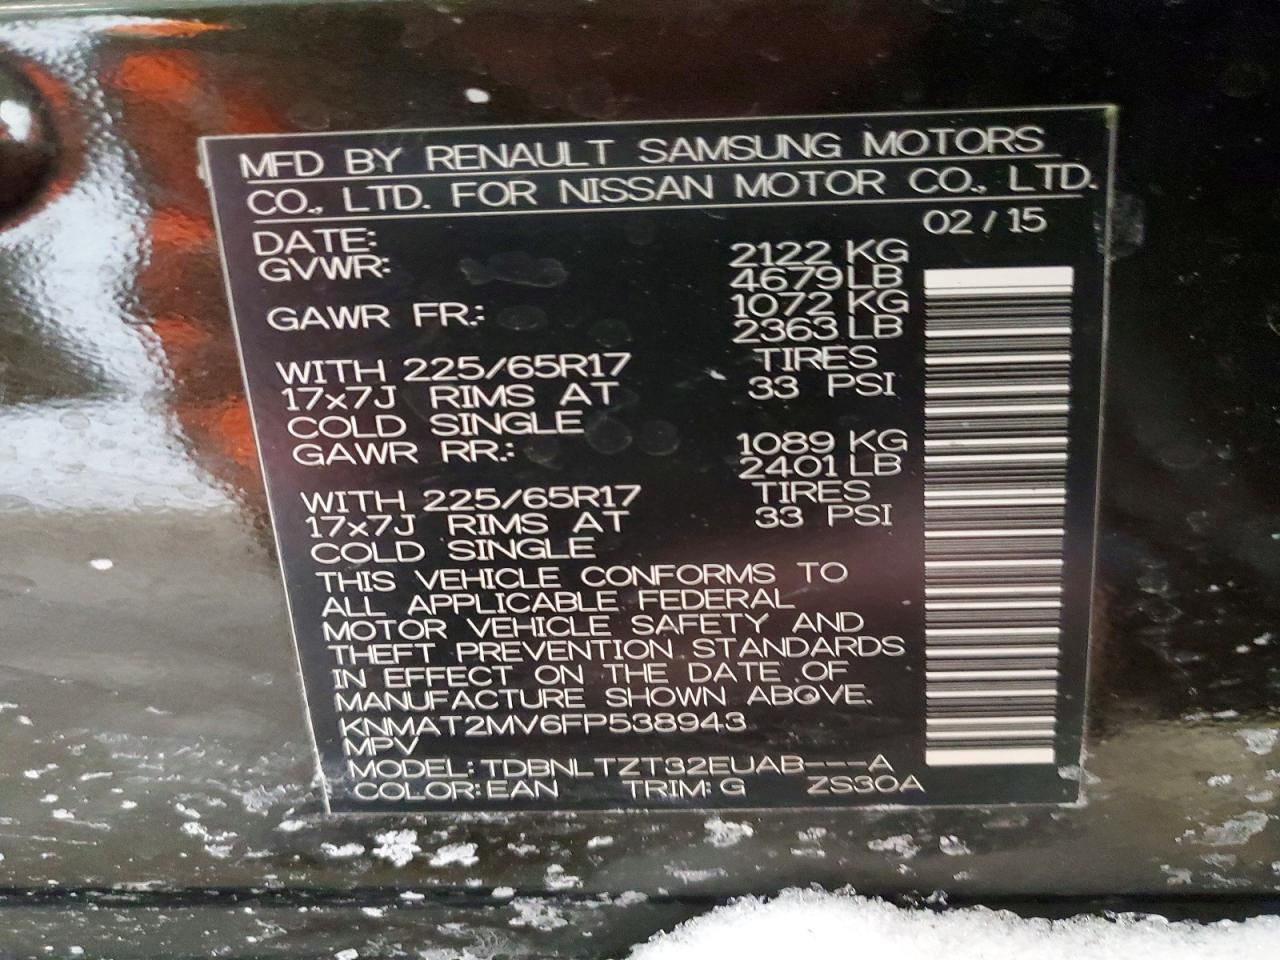 MFD BY RENAULT SAMSUNG MOTORS
CO., LTD. FOR NISSAN MOTOR CO., LTD.
DATE: 02 / 15
GVWR: 2122 KG
4679 LB
GAWR FR.: 1072 KG
2363 LB
WITH 225/65R17 TIRES
17x7J RIMS AT 33 PSI
COLD SINGLE
GAWR RR.: 1089 KG
2401 LB
WITH 225/65R17 TIRES
17x7J RIMS AT 33 PSI
COLD SINGLE
THIS VEHICLE CONFORMS TO
ALL APPLICABLE FEDERAL
MOTOR VEHICLE SAFETY AND
THEFT PREVENTION STANDARDS
IN EFFECT ON THE DATE OF
MANUFACTURE SHOWN ABOVE.
KNMAT2MV6FP538943
MPV
MODEL: TDBNLTZT32EUAB---A
COLOR: EAN TRIM: G ZS30A